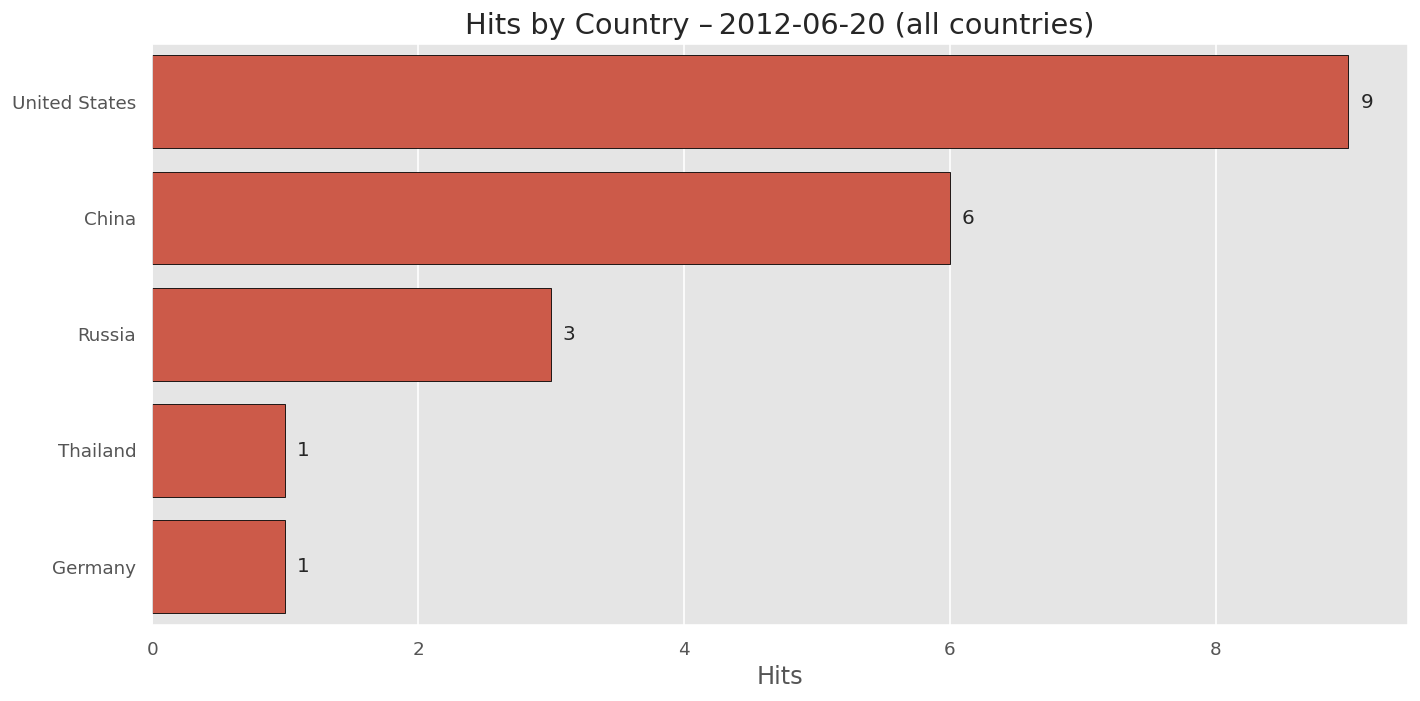 Hits by Country – 2012-06-20 (all countries)
United States 9
China 6
Russia 3
Thailand 1
Germany 1
0 2 4 6 8
Hits